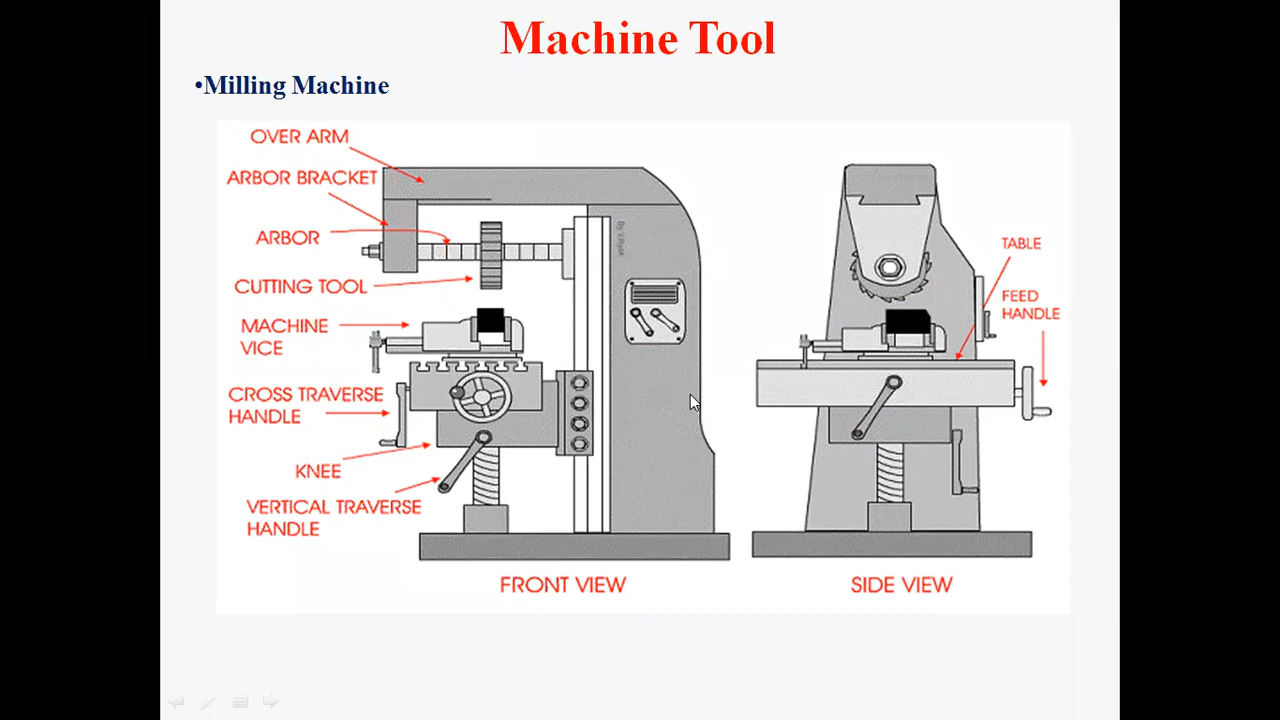 Machine Tool
•Milling Machine
OVER ARM
ARBOR BRACKET
ARBOR
CUTTING TOOL
MACHINE
VICE
CROSS TRAVERSE
HANDLE
KNEE
VERTICAL TRAVERSE
HANDLE
FRONT VIEW
TABLE
FEED
HANDLE
SIDE VIEW